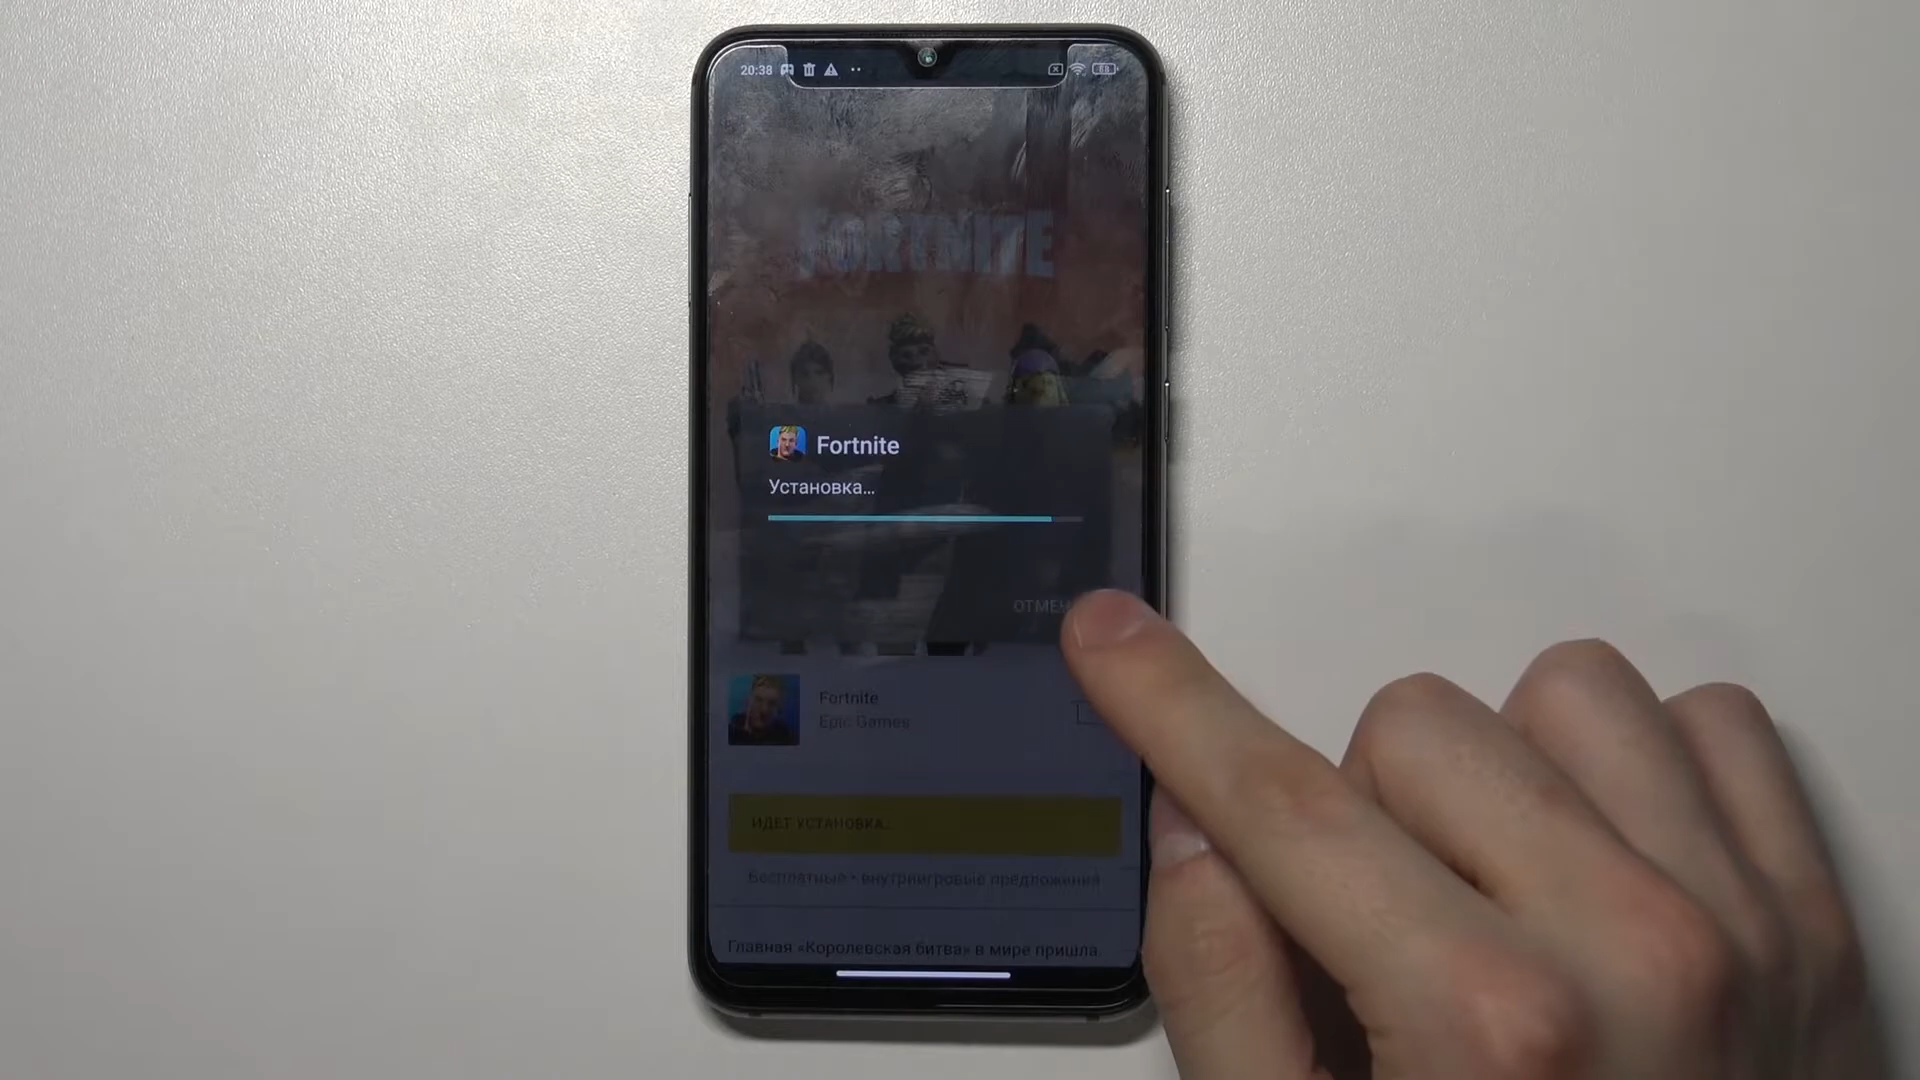 20:38
FORTNITE
Fortnite
Установка...
Fortnite
Epic Games
ИДЕТ УСТАНОВКА...
Бесплатные • внутриигровые предложения
Главная «Королевская битва» в мире пришла